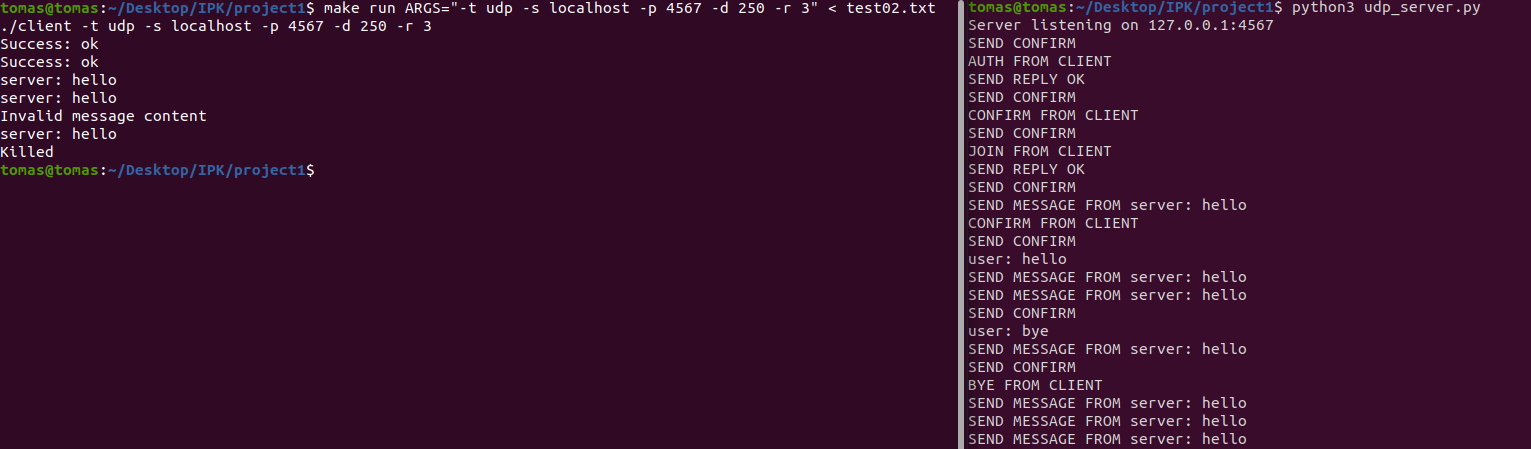 tomas@tomas:~/Desktop/IPK/project1$ make run ARGS="-t udp -s localhost -p 4567 -d 250 -r 3" < test02.txt
./client -t udp -s localhost -p 4567 -d 250 -r 3
Success: ok
Success: ok
server: hello
server: hello
Invalid message content
server: hello
Killed
tomas@tomas:~/Desktop/IPK/project1$
tomas@tomas:~/Desktop/IPK/project1$ python3 udp_server.py
Server listening on 127.0.0.1:4567
SEND CONFIRM
AUTH FROM CLIENT
SEND REPLY OK
SEND CONFIRM
CONFIRM FROM CLIENT
SEND CONFIRM
JOIN FROM CLIENT
SEND REPLY OK
SEND CONFIRM
SEND MESSAGE FROM server: hello
CONFIRM FROM CLIENT
SEND CONFIRM
user: hello
SEND MESSAGE FROM server: hello
SEND MESSAGE FROM server: hello
SEND CONFIRM
user: bye
SEND MESSAGE FROM server: hello
SEND CONFIRM
BYE FROM CLIENT
SEND MESSAGE FROM server: hello
SEND MESSAGE FROM server: hello
SEND MESSAGE FROM server: hello